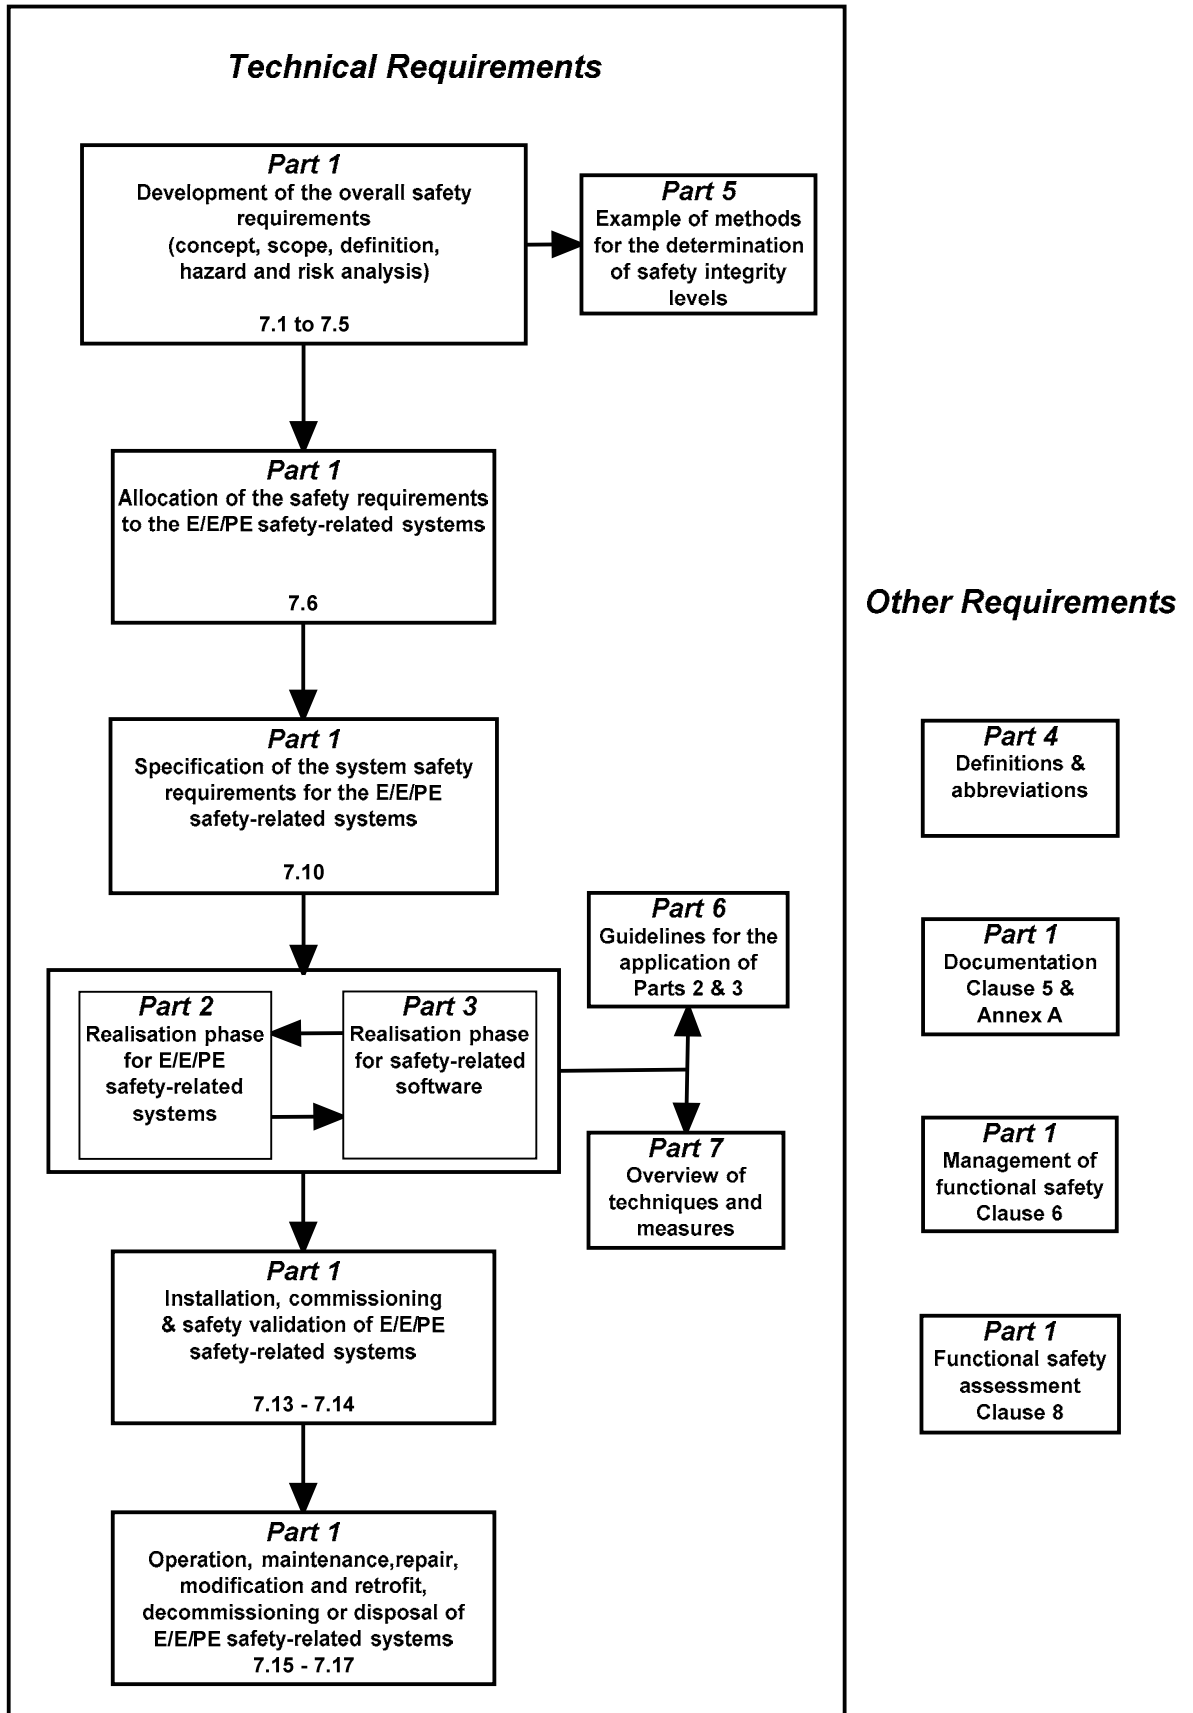 Technical Requirements
Part 1
Development of the overall safety
requirements
(concept, scope, definition,
hazard and risk analysis)
7.1 to 7.5
Part 5
Example of methods
for the determination
of safety integrity
levels
Part 1
Allocation of the safety requirements
to the E/E/PE safety-related systems
7.6
Part 1
Specification of the system safety
requirements for the E/E/PE
safety-related systems
7.10
Part 2
Realisation phase
for E/E/PE
safety-related
systems
Part 3
Realisation phase
for safety-related
software
Part 6
Guidelines for the
application of
Parts 2 & 3
Part 7
Overview of
techniques and
measures
Part 1
Installation, commissioning
& safety validation of E/E/PE
safety-related systems
7.13 - 7.14
Part 1
Operation, maintenance,repair,
modification and retrofit,
decommissioning or disposal of
E/E/PE safety-related systems
7.15 - 7.17
Other Requirements
Part 4
Definitions &
abbreviations
Part 1
Documentation
Clause 5 &
Annex A
Part 1
Management of
functional safety
Clause 6
Part 1
Functional safety
assessment
Clause 8